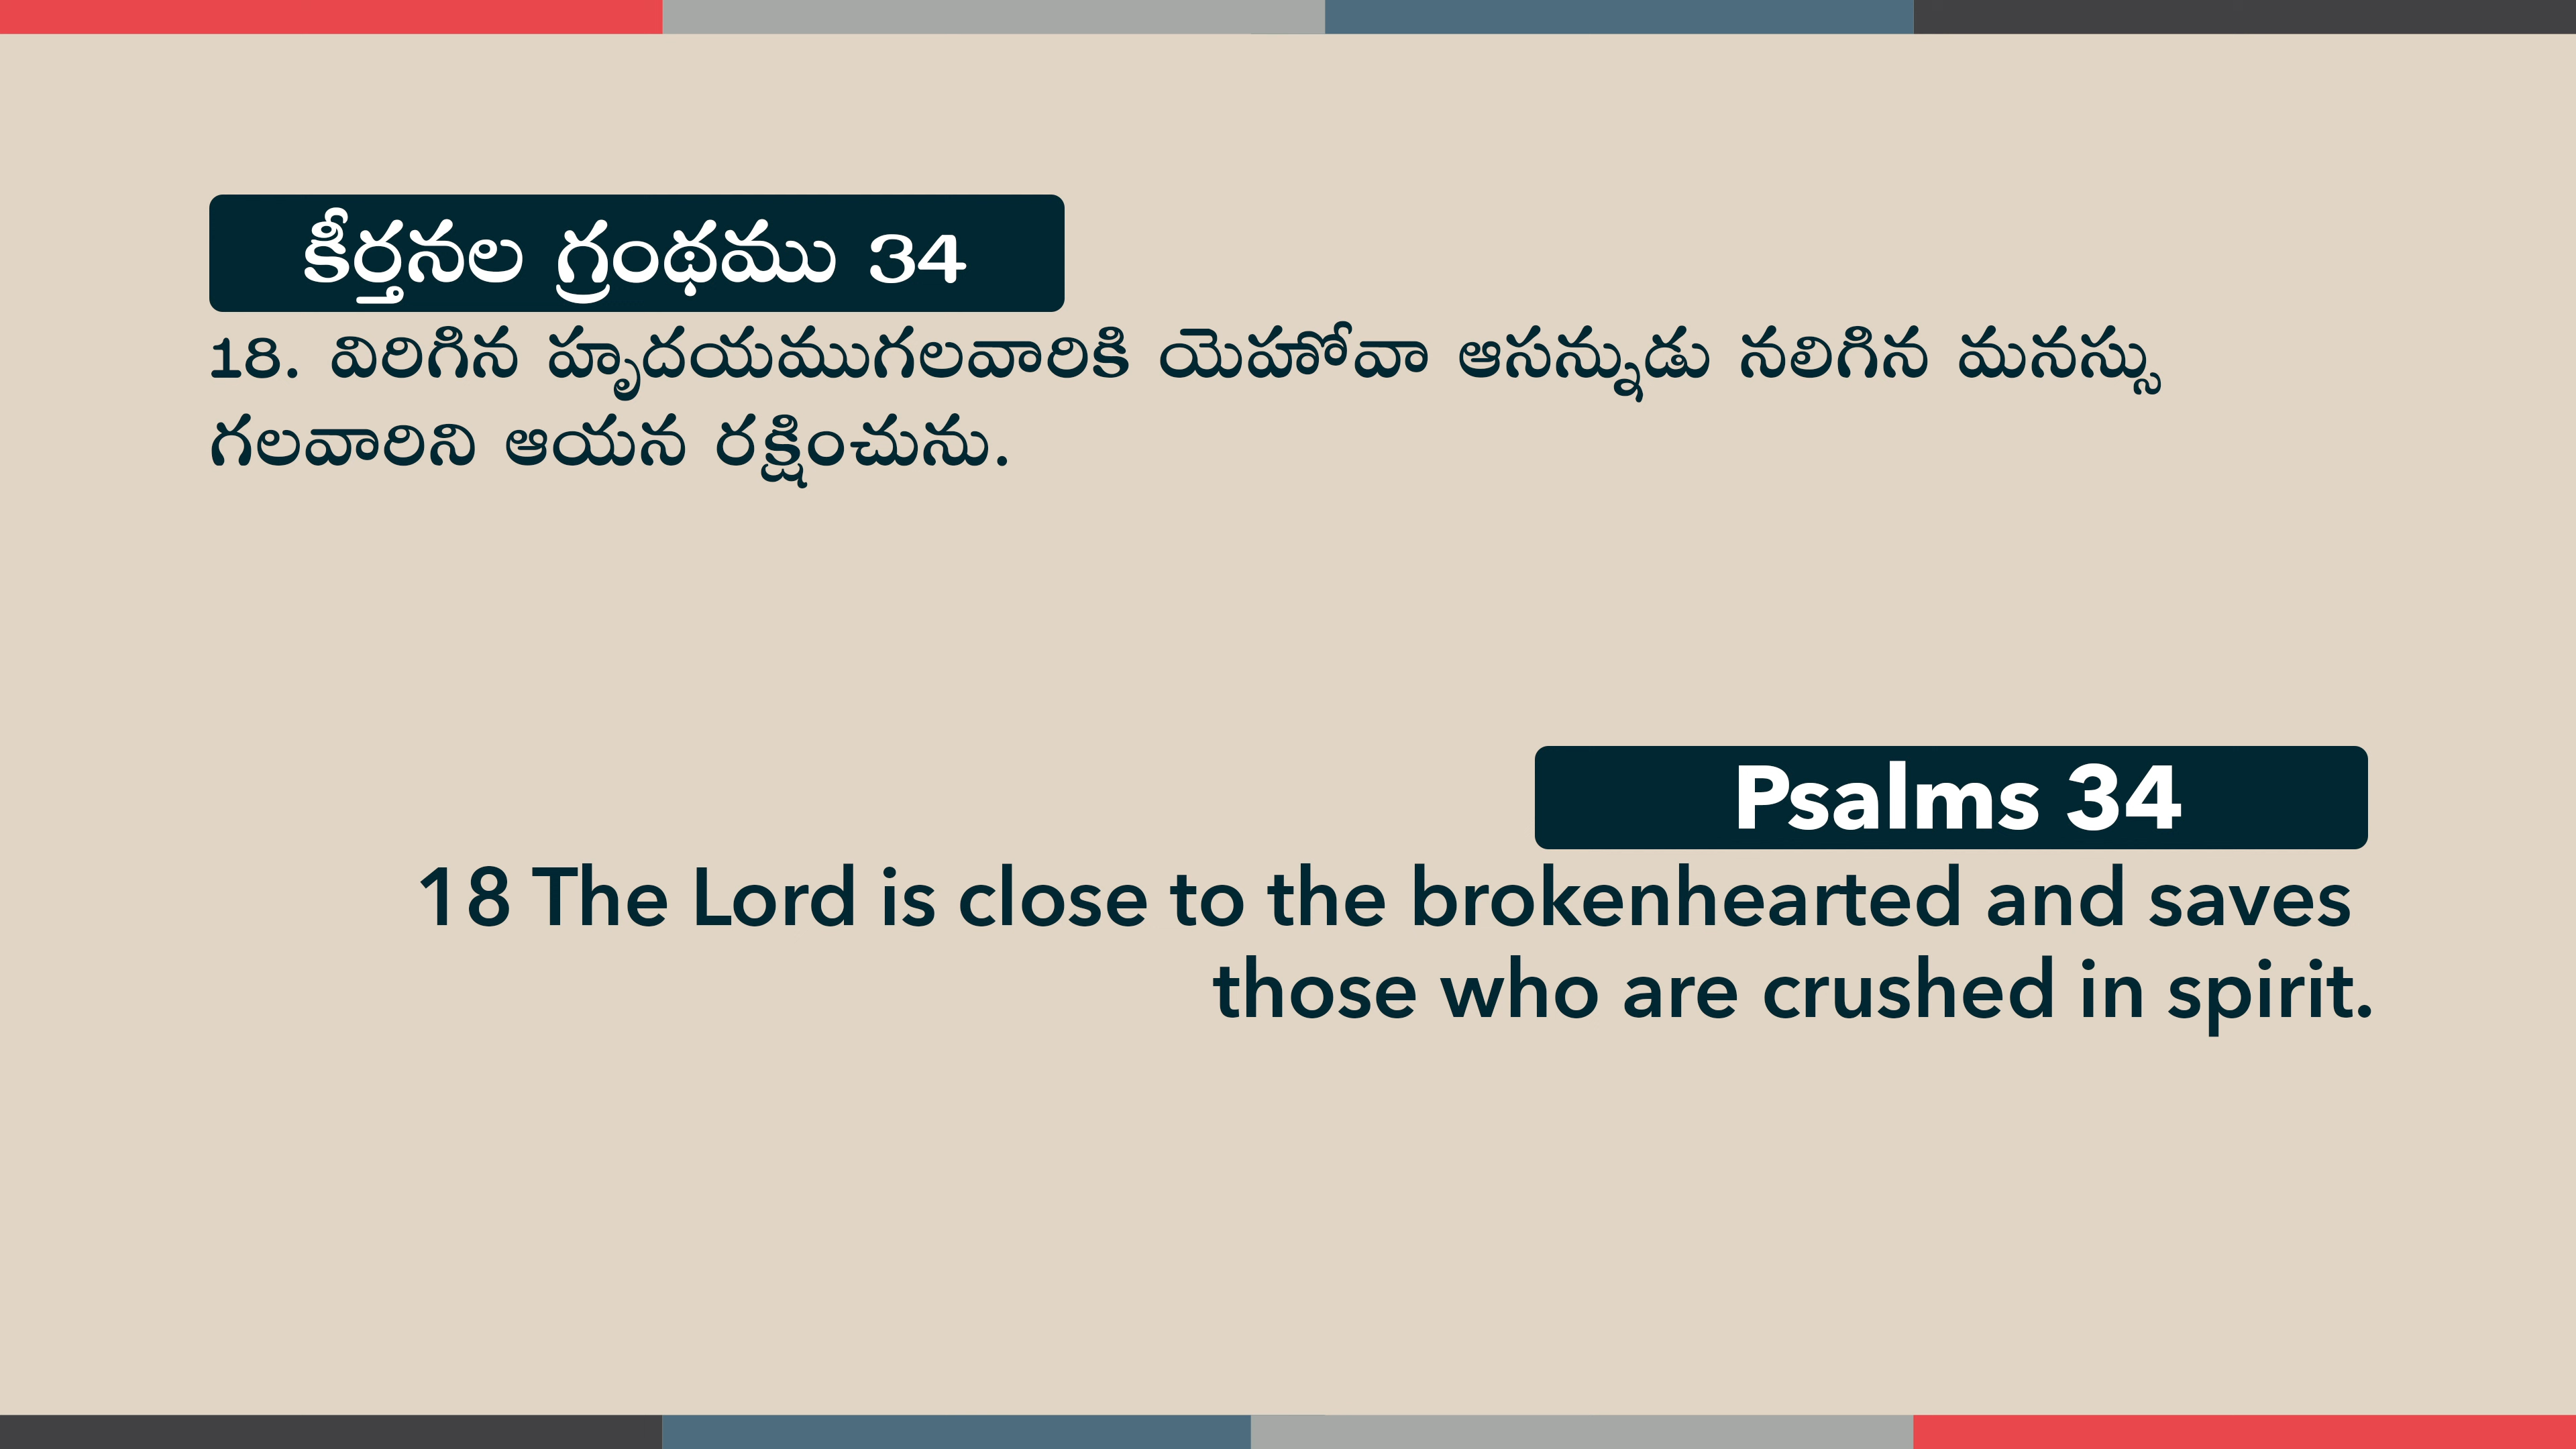 కీర్తనల గ్రంథము 34
18. విరిగిన హృదయముగలవారికి యెహోవా ఆసన్నుడు నలిగిన మనస్సు
గలవారిని ఆయన రక్షించును.
Psalms 34
18 The Lord is close to the brokenhearted and saves
those who are crushed in spirit.